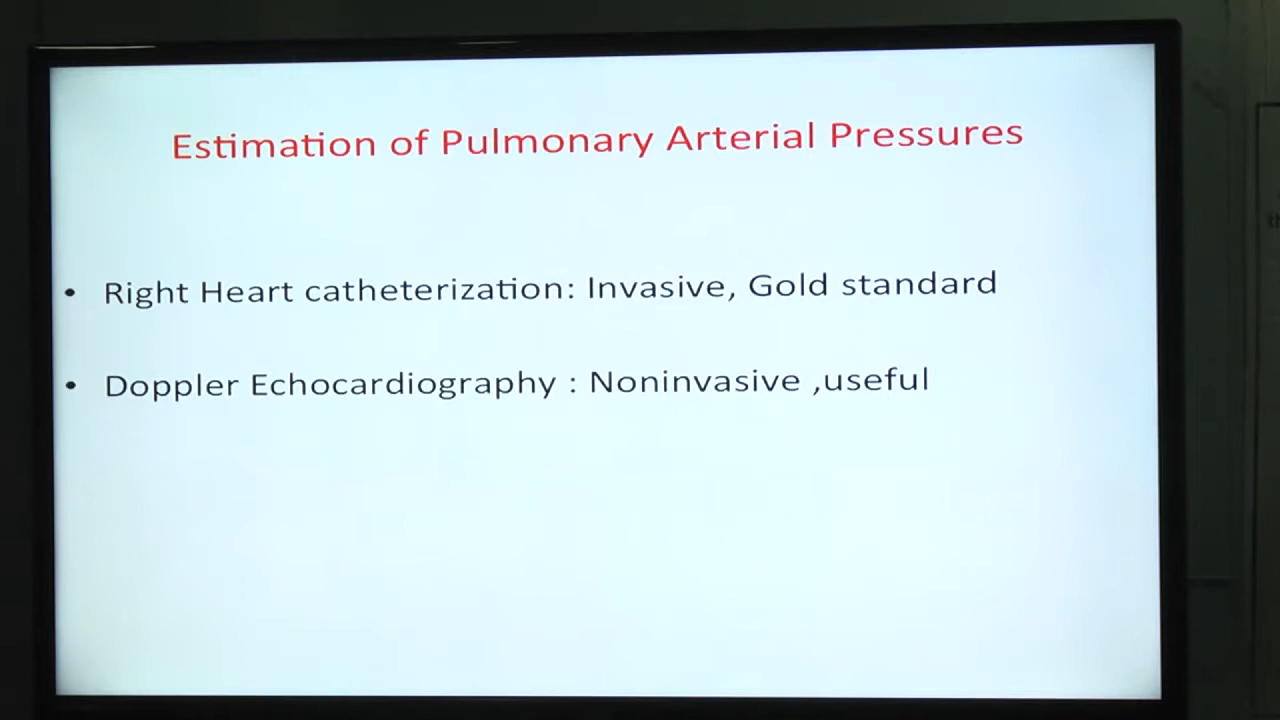 Estimation of Pulmonary Arterial Pressures
• Right Heart catheterization: Invasive, Gold standard
• Doppler Echocardiography : Noninvasive ,useful